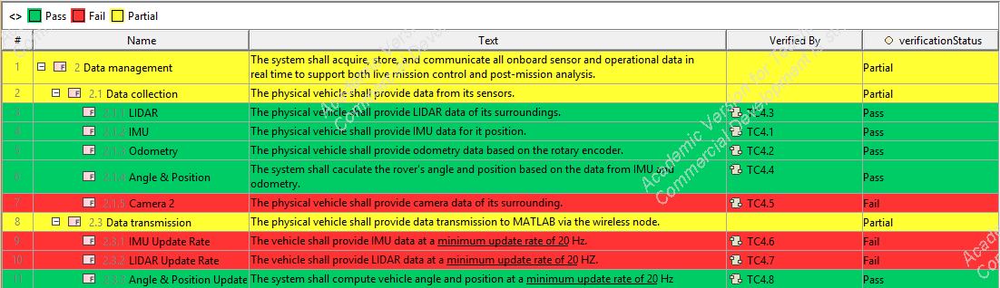 <> Pass Fail Partial
# Name Text Verified By verificationStatus
1 2 Data management The system shall acquire, store, and communicate all onboard sensor and operational data in Partial
real time to support both live mission control and post-mission analysis.
2 2.1 Data collection The physical vehicle shall provide data from its sensors. Partial
3 2.1.1 LIDAR The physical vehicle shall provide LIDAR data of its surroundings. TC4.3 Pass
4 2.1.2 IMU The physical vehicle shall provide IMU data for it position. TC4.1 Pass
5 2.1.3 Odometry The physical vehicle shall provide odometry data based on the rotary encoder. TC4.2 Pass
6 2.1.4 Angle & Position The system shall caculate the rover's angle and position based on the data from IMU and TC4.4 Pass
odometry.
7 2.1.5 Camera 2 The physical vehicle shall provide camera data of its surrounding. TC4.5 Fail
8 2.3 Data transmission The physical vehicle shall provide data transmission to MATLAB via the wireless node. Partial
9 2.3.1 IMU Update Rate The vehicle shall provide IMU data at a minimum update rate of 20 Hz. TC4.6 Fail
10 2.3.2 LIDAR Update Rate The vehicle shall provide LIDAR data at a minimum update rate of 20 HZ. TC4.7 Fail
11 2.3.3 Angle & Position Update The system shall compute vehicle angle and position at a minimum update rate of 20 Hz TC4.8 Pass
Academic Version for
Commercial Development is